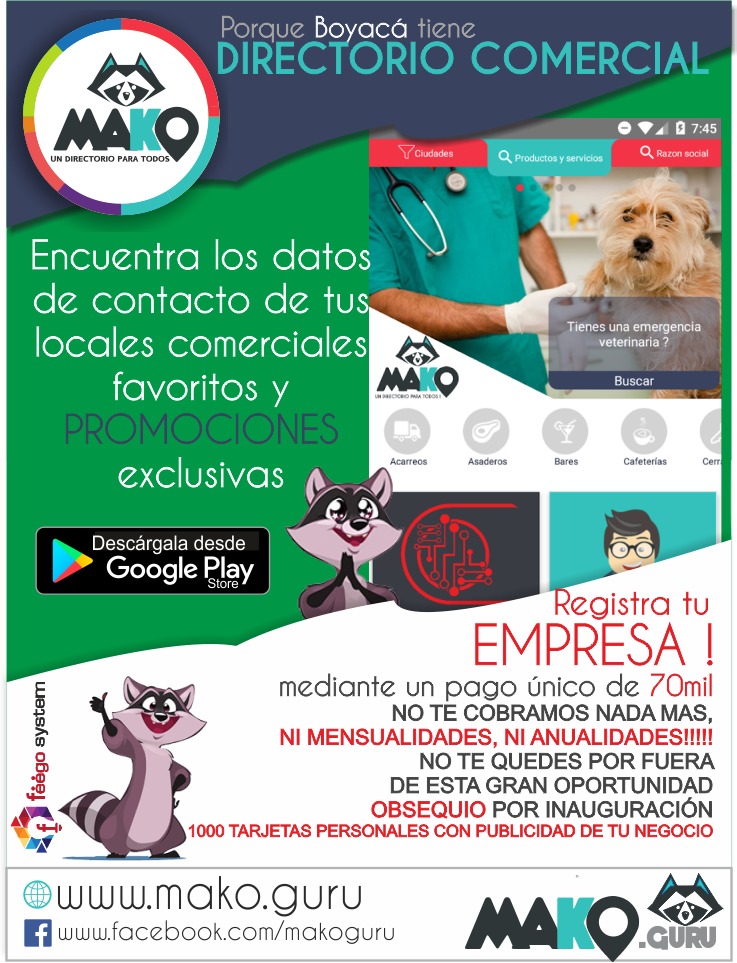 Porque Boyacá tiene
DIRECTORIO COMERCIAL
MAKO
UN DIRECTORIO PARA TODOS
7:45
Ciudades
Productos y servicios
Razon social
Encuentra los datos
de contacto de tus
locales comerciales
favoritos y
PROMOCIONES
exclusivas
Tienes una emergencia
veterinaria ?
Buscar
MAKO
UN DIRECTORIO PARA TODOS !
Acarreos
Asaderos
Bares
Cafeterías
Cerr
Descárgala desde
Google Play
Store
Registra tu
EMPRESA !
mediante un pago único de 70mil
NO TE COBRAMOS NADA MAS,
NI MENSUALIDADES, NI ANUALIDADES!!!!!
NO TE QUEDES POR FUERA
DE ESTA GRAN OPORTUNIDAD
OBSEQUIO POR INAUGURACIÓN
1000 TARJETAS PERSONALES CON PUBLICIDAD DE TU NEGOCIO
fëëgo system
www.mako.guru
www.facebook.com/makoguru
MAKO.GURU